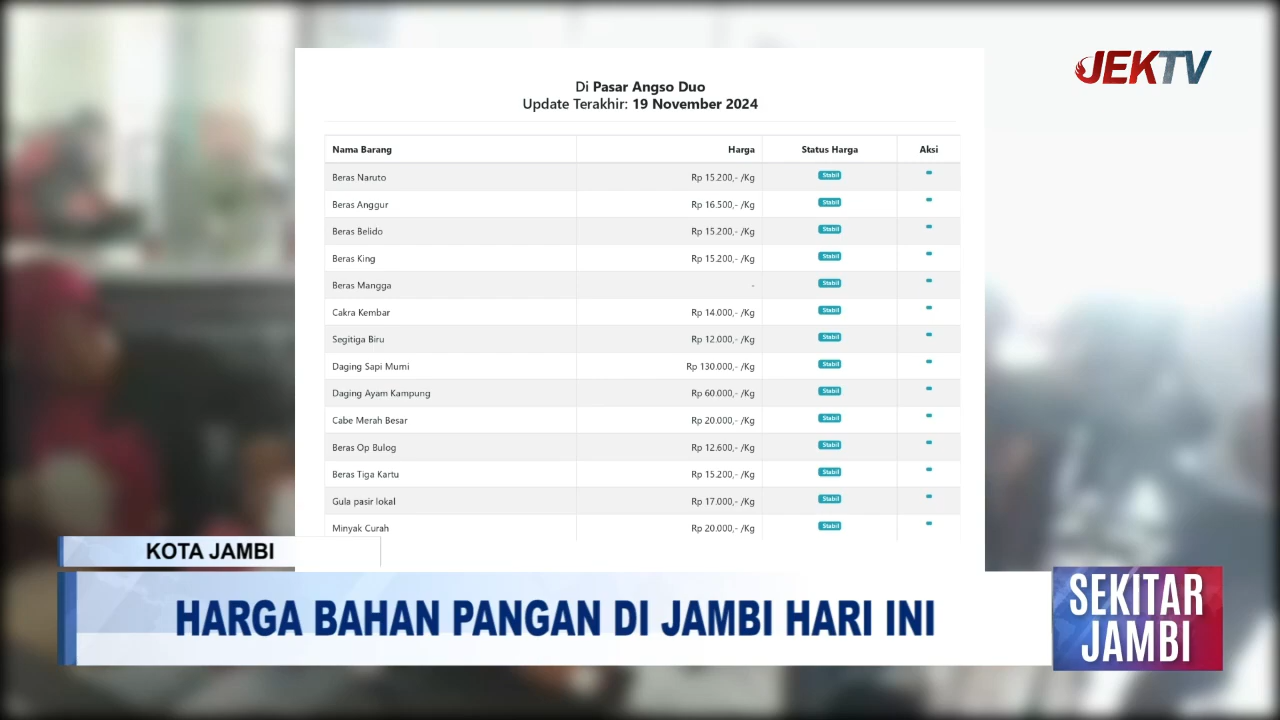 JEKTV
Di Pasar Angso Duo
Update Terakhir: 19 November 2024
Nama Barang Harga Status Harga Aksi
Beras Naruto Rp 15.200,- /Kg Stabil
Beras Anggur Rp 16.500,- /Kg Stabil
Beras Belido Rp 15.200,- /Kg Stabil
Beras King Rp 15.200,- /Kg Stabil
Beras Mangga - Stabil
Cakra Kembar Rp 14.000,- /Kg Stabil
Segitiga Biru Rp 12.000,- /Kg Stabil
Daging Sapi Murni Rp 130.000,- /Kg Stabil
Daging Ayam Kampung Rp 60.000,- /Kg Stabil
Cabe Merah Besar Rp 20.000,- /Kg Stabil
Beras Op Bulog Rp 12.600,- /Kg Stabil
Beras Tiga Kartu Rp 15.200,- /Kg Stabil
Gula pasir lokal Rp 17.000,- /Kg Stabil
Minyak Curah Rp 20.000,- /Kg Stabil
KOTA JAMBI
HARGA BAHAN PANGAN DI JAMBI HARI INI
SEKITAR
JAMBI